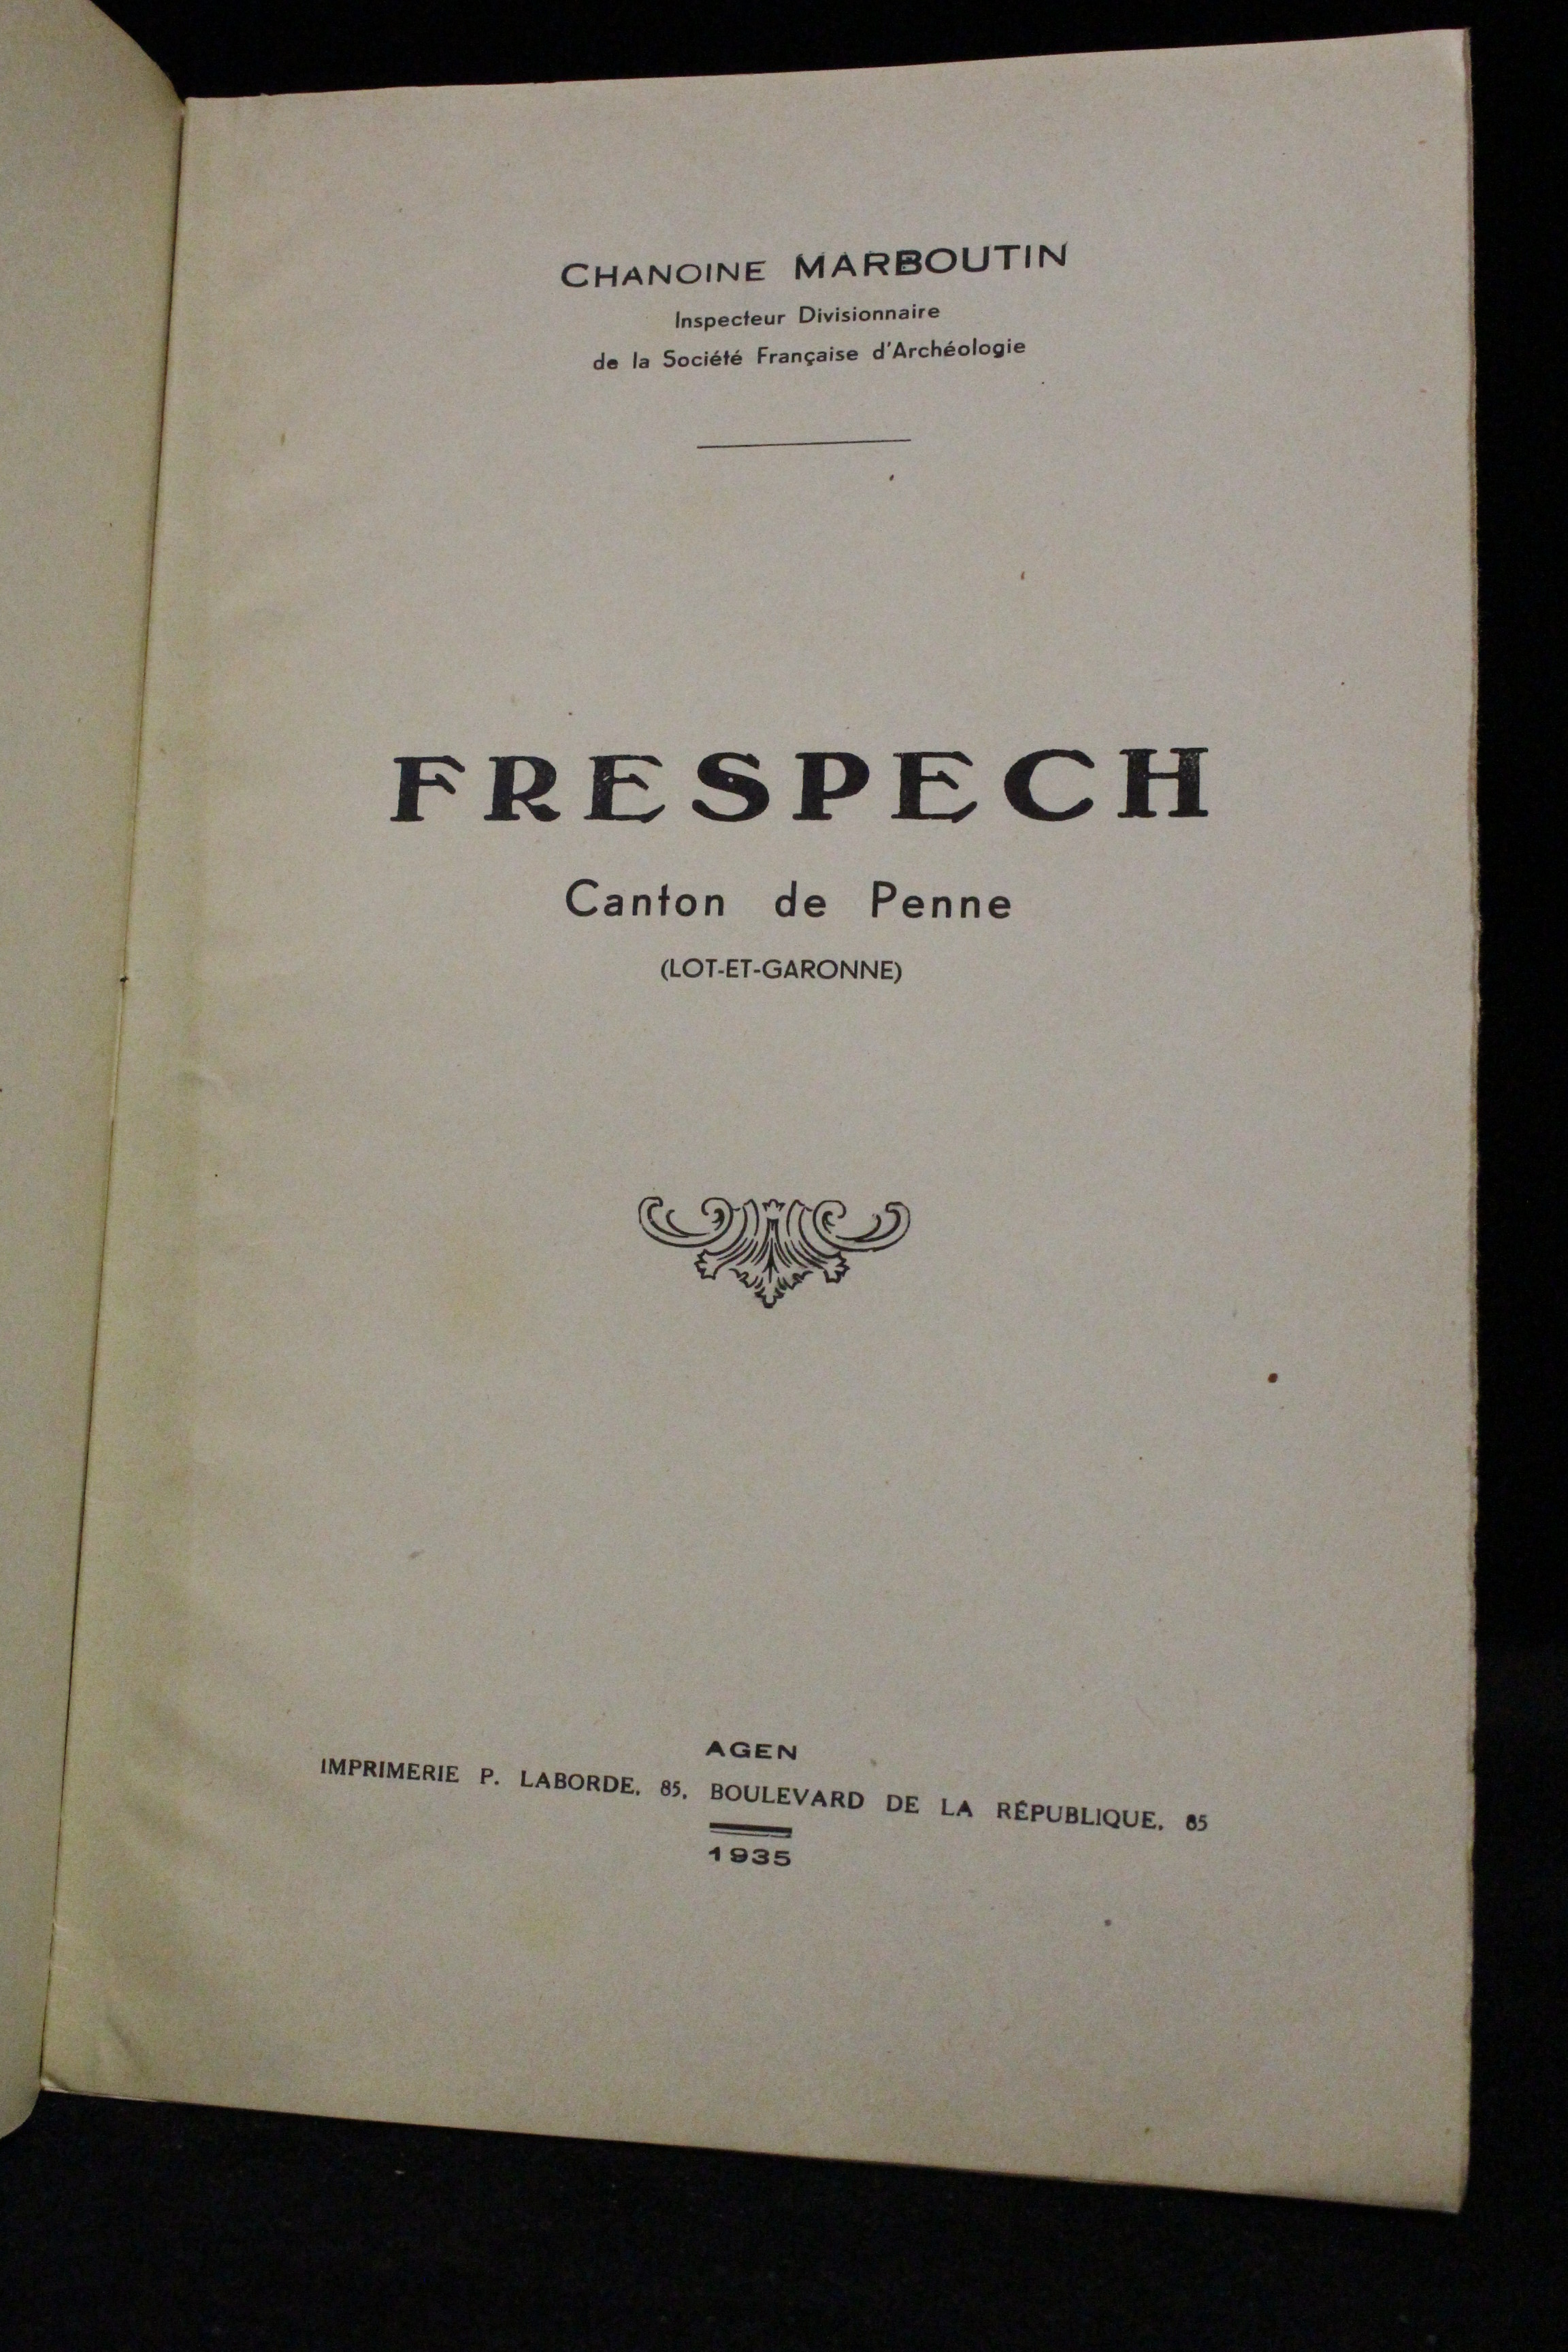 CHANOINE MARBOUTIN
Inspecteur Divisionnaire
de la Société Française d'Archéologie
FRESPECH
Canton de Penne
(LOT-ET-GARONNE)
AGEN
IMPRIMERIE P. LABORDE, 85, BOULEVARD DE LA RÉPUBLIQUE, 85
1935